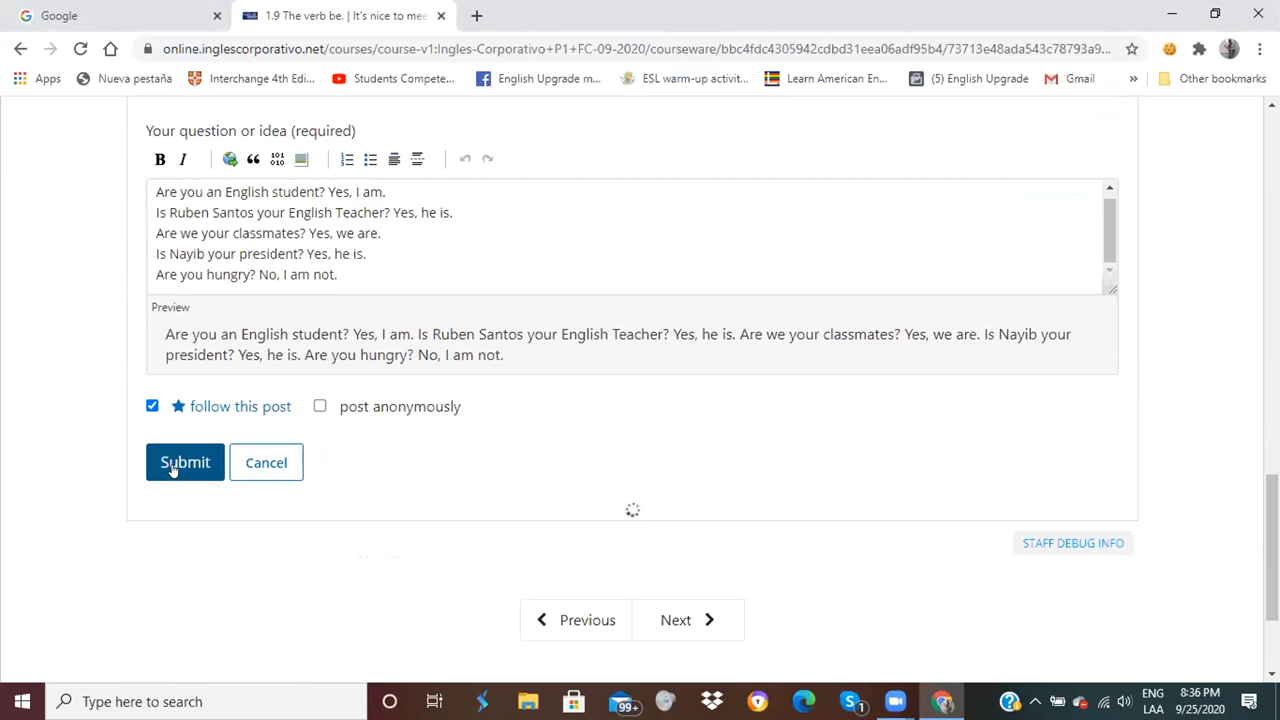 Google
1.9 The verb be. | It's nice to mee
online.inglescorporativo.net/courses/course-v1:Ingles-Corporativo+P1+FC-09-2020/courseware/bbc4fdc4305942cdbd31eea06adf95b4/73713e48ada543c78793a9...
Apps Nueva pestaña Interchange 4th Edi... Students Compete... English Upgrade m... ESL warm-up activit... Learn American En... (5) English Upgrade Gmail » Other bookmarks
Your question or idea (required)
B I 101 010
Are you an English student? Yes, I am.
Is Ruben Santos your English Teacher? Yes, he is.
Are we your classmates? Yes, we are.
Is Nayib your president? Yes, he is.
Are you hungry? No, I am not.
Preview
Are you an English student? Yes, I am. Is Ruben Santos your English Teacher? Yes, he is. Are we your classmates? Yes, we are. Is Nayib your
president? Yes, he is. Are you hungry? No, I am not.
follow this post post anonymously
Submit Cancel
STAFF DEBUG INFO
Previous Next
Type here to search 99+ 1 ENG 8:36 PM
LAA 9/25/2020